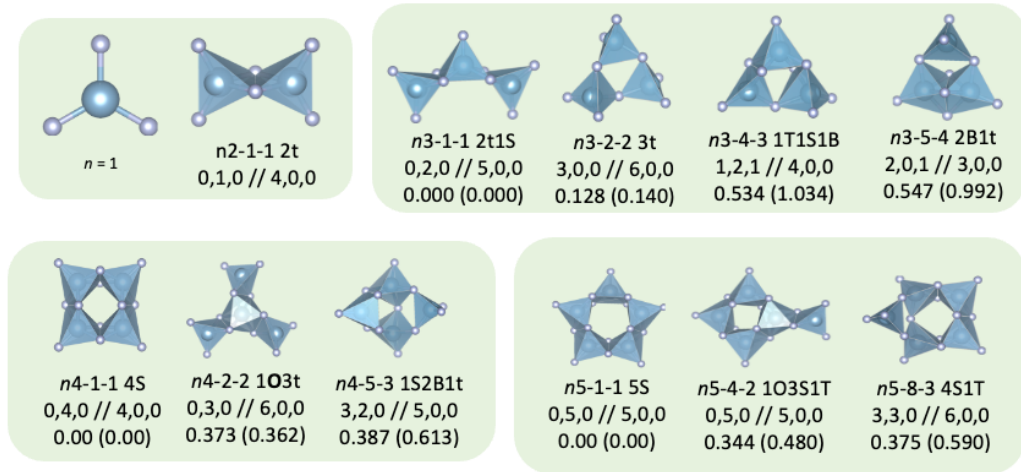 n = 1
n2-1-1 2t
0,1,0 // 4,0,0
n3-1-1 2t1S
0,2,0 // 5,0,0
0.000 (0.000)
n3-2-2 3t
3,0,0 // 6,0,0
0.128 (0.140)
n3-4-3 1T1S1B
1,2,1 // 4,0,0
0.534 (1.034)
n3-5-4 2B1t
2,0,1 // 3,0,0
0.547 (0.992)
n4-1-1 4S
0,4,0 // 4,0,0
0.00 (0.00)
n4-2-2 1O3t
0,3,0 // 6,0,0
0.373 (0.362)
n4-5-3 1S2B1t
3,2,0 // 5,0,0
0.387 (0.613)
n5-1-1 5S
0,5,0 // 5,0,0
0.00 (0.00)
n5-4-2 1O3S1T
0,5,0 // 5,0,0
0.344 (0.480)
n5-8-3 4S1T
3,3,0 // 6,0,0
0.375 (0.590)